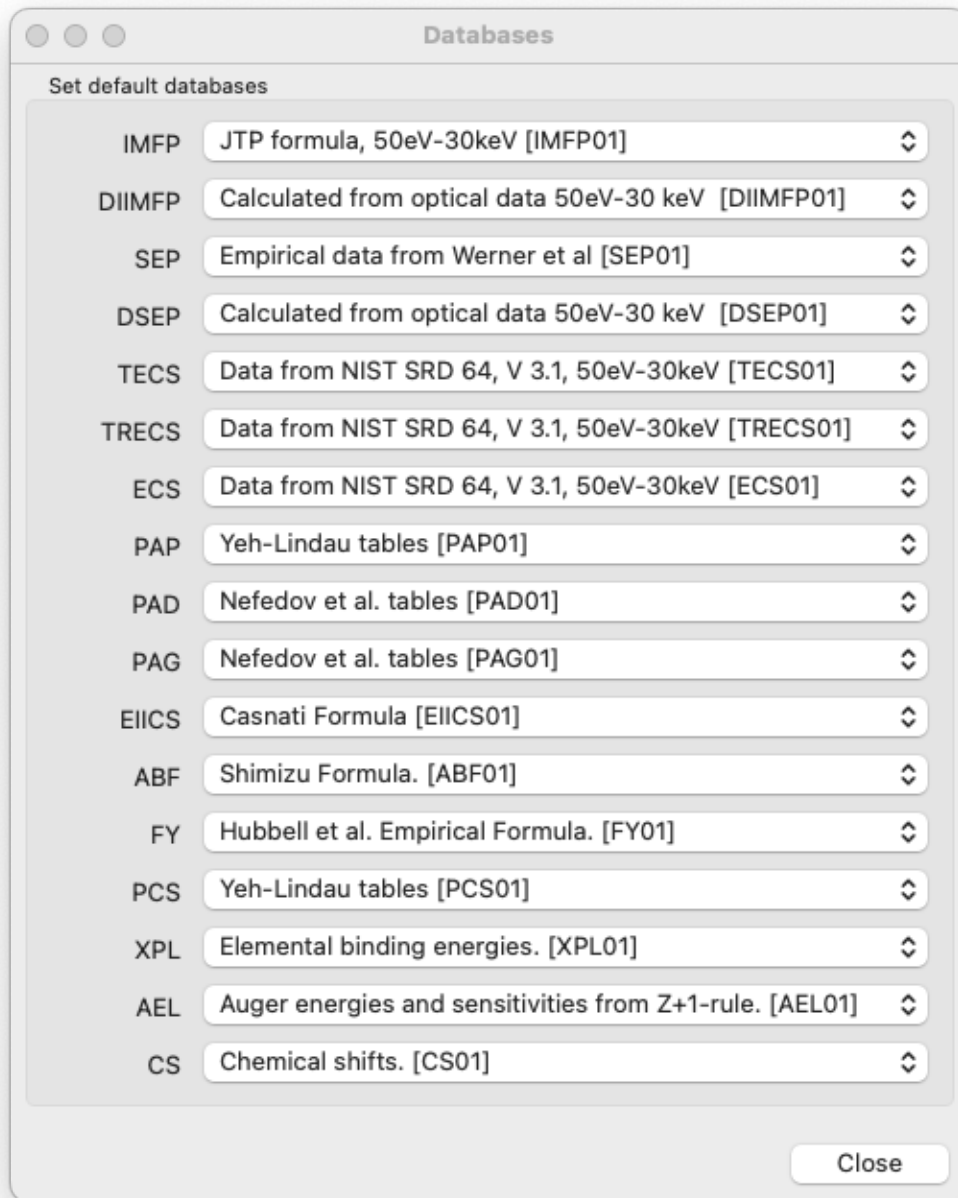 Databases
Set default databases
IMFP JTP formula, 50eV-30keV [IMFP01]
DIIMFP Calculated from optical data 50eV-30 keV  [DIIMFP01]
SEP Empirical data from Werner et al [SEP01]
DSEP Calculated from optical data 50eV-30 keV  [DSEP01]
TECS Data from NIST SRD 64, V 3.1, 50eV-30keV [TECS01]
TRECS Data from NIST SRD 64, V 3.1, 50eV-30keV [TRECS01]
ECS Data from NIST SRD 64, V 3.1, 50eV-30keV [ECS01]
PAP Yeh-Lindau tables [PAP01]
PAD Nefedov et al. tables [PAD01]
PAG Nefedov et al. tables [PAG01]
EIICS Casnati Formula [EIICS01]
ABF Shimizu Formula. [ABF01]
FY Hubbell et al. Empirical Formula. [FY01]
PCS Yeh-Lindau tables [PCS01]
XPL Elemental binding energies. [XPL01]
AEL Auger energies and sensitivities from Z+1-rule. [AEL01]
CS Chemical shifts. [CS01]
Close